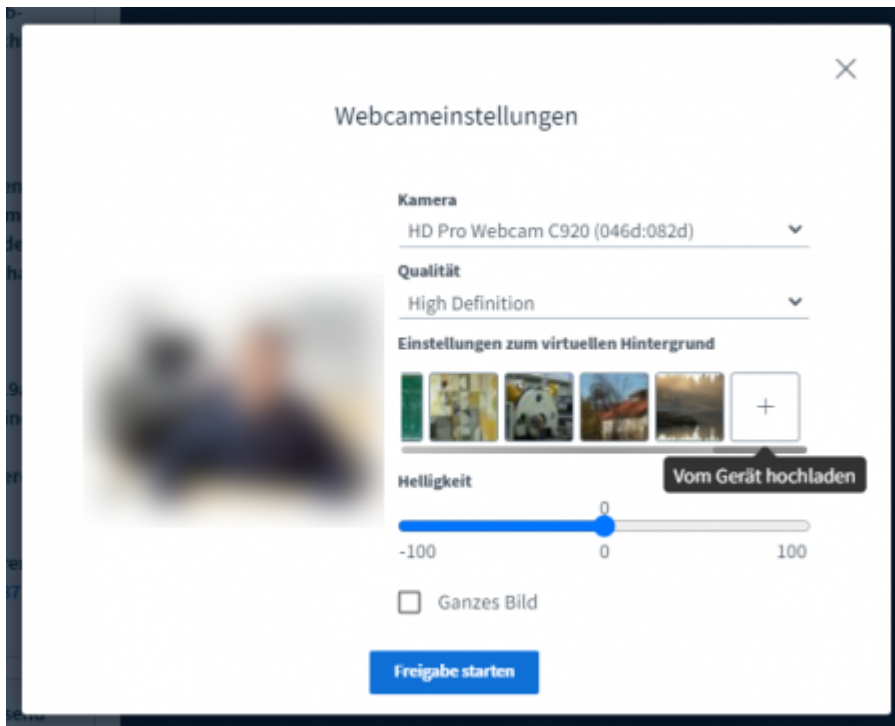 Webcameinstellungen
Kamera
HD Pro Webcam C920 (046d:082d)
Qualität
High Definition
Einstellungen zum virtuellen Hintergrund
+
Vom Gerät hochladen
Helligkeit
0
-100 0 100
Ganzes Bild
Freigabe starten